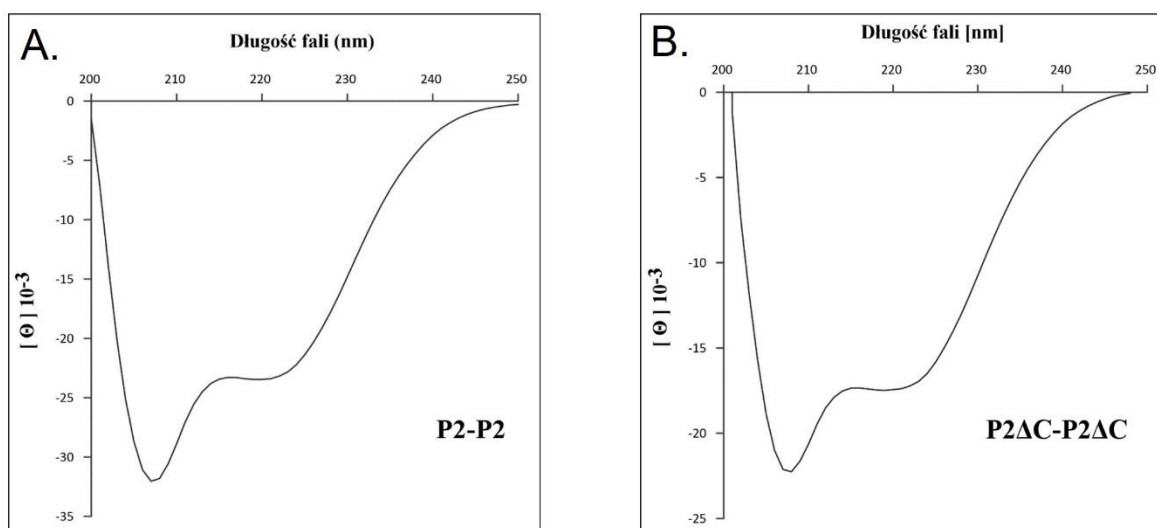 A.
Długość fali (nm)
200 210 220 230 240 250
0
-5
-10
-15
-20
-25
-30
-35
[ Θ ] 10-3
P2-P2
B.
Długość fali [nm]
200 210 220 230 240 250
0
-5
-10
-15
-20
-25
[ Θ ] 10-3
P2ΔC-P2ΔC